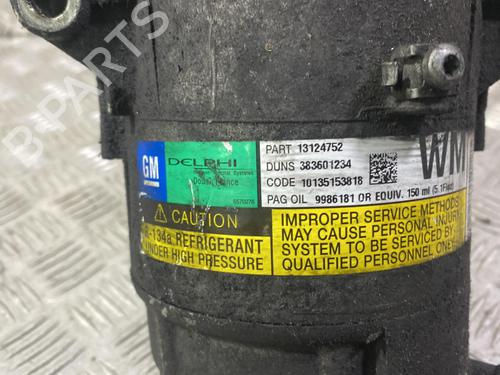 B-PARTS
GM
DELPHI
PART 13124752
DUNS 383601234
CODE 10135153818
PAG OIL 9986181 OR EQUIV. 150 ml
WM
CAUTION
R-134a REFRIGERANT
UNDER HIGH PRESSURE
IMPROPER SERVICE METHODS
MAY CAUSE PERSONAL INJURY
SYSTEM TO BE SERVICED BY
QUALIFIED PERSONNEL ONLY